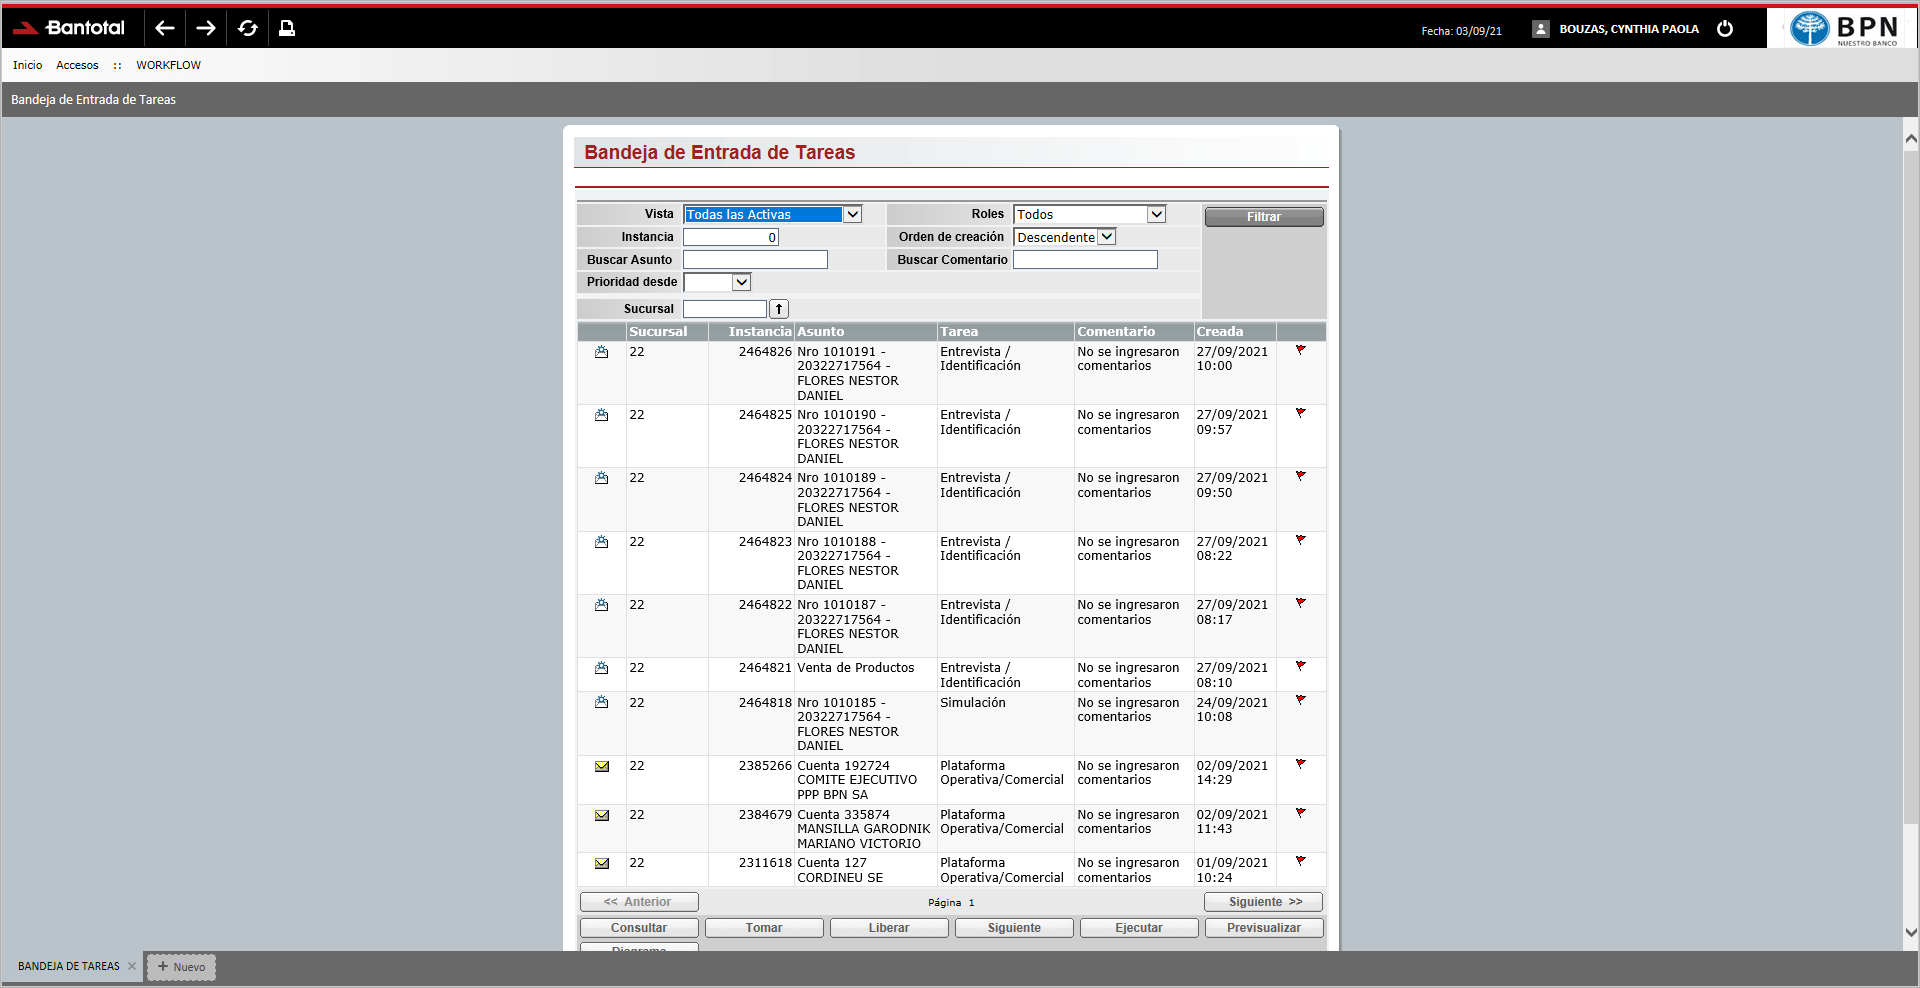 Bantotal
Fecha: 03/09/21
BOUZAS, CYNTHIA PAOLA
BPN
NUESTRO BANCO
Inicio Accesos :: WORKFLOW
Bandeja de Entrada de Tareas
Bandeja de Entrada de Tareas
Vista Todas las Activas Roles Todos Filtrar
Instancia 0 Orden de creación Descendente
Buscar Asunto Buscar Comentario
Prioridad desde
Sucursal
Sucursal Instancia Asunto Tarea Comentario Creada
22 2464826 Nro 1010191 - Entrevista / No se ingresaron 27/09/2021
20322717564 - Identificación comentarios 10:00
FLORES NESTOR
DANIEL
22 2464825 Nro 1010190 - Entrevista / No se ingresaron 27/09/2021
20322717564 - Identificación comentarios 09:57
FLORES NESTOR
DANIEL
22 2464824 Nro 1010189 - Entrevista / No se ingresaron 27/09/2021
20322717564 - Identificación comentarios 09:50
FLORES NESTOR
DANIEL
22 2464823 Nro 1010188 - Entrevista / No se ingresaron 27/09/2021
20322717564 - Identificación comentarios 08:22
FLORES NESTOR
DANIEL
22 2464822 Nro 1010187 - Entrevista / No se ingresaron 27/09/2021
20322717564 - Identificación comentarios 08:17
FLORES NESTOR
DANIEL
22 2464821 Venta de Productos Entrevista / No se ingresaron 27/09/2021
Identificación comentarios 08:10
22 2464818 Nro 1010185 - Simulación No se ingresaron 24/09/2021
20322717564 - comentarios 10:08
FLORES NESTOR
DANIEL
22 2385266 Cuenta 192724 Plataforma No se ingresaron 02/09/2021
COMITE EJECUTIVO Operativa/Comercial comentarios 14:29
PPP BPN SA
22 2384679 Cuenta 335874 Plataforma No se ingresaron 02/09/2021
MANSILLA GARODNIK Operativa/Comercial comentarios 11:43
MARIANO VICTORIO
22 2311618 Cuenta 127 Plataforma No se ingresaron 01/09/2021
CORDINEU SE Operativa/Comercial comentarios 10:24
<< Anterior Página 1 Siguiente >>
Consultar Tomar Liberar Siguiente Ejecutar Previsualizar
Diagrama
BANDEJA DE TAREAS × + Nuevo